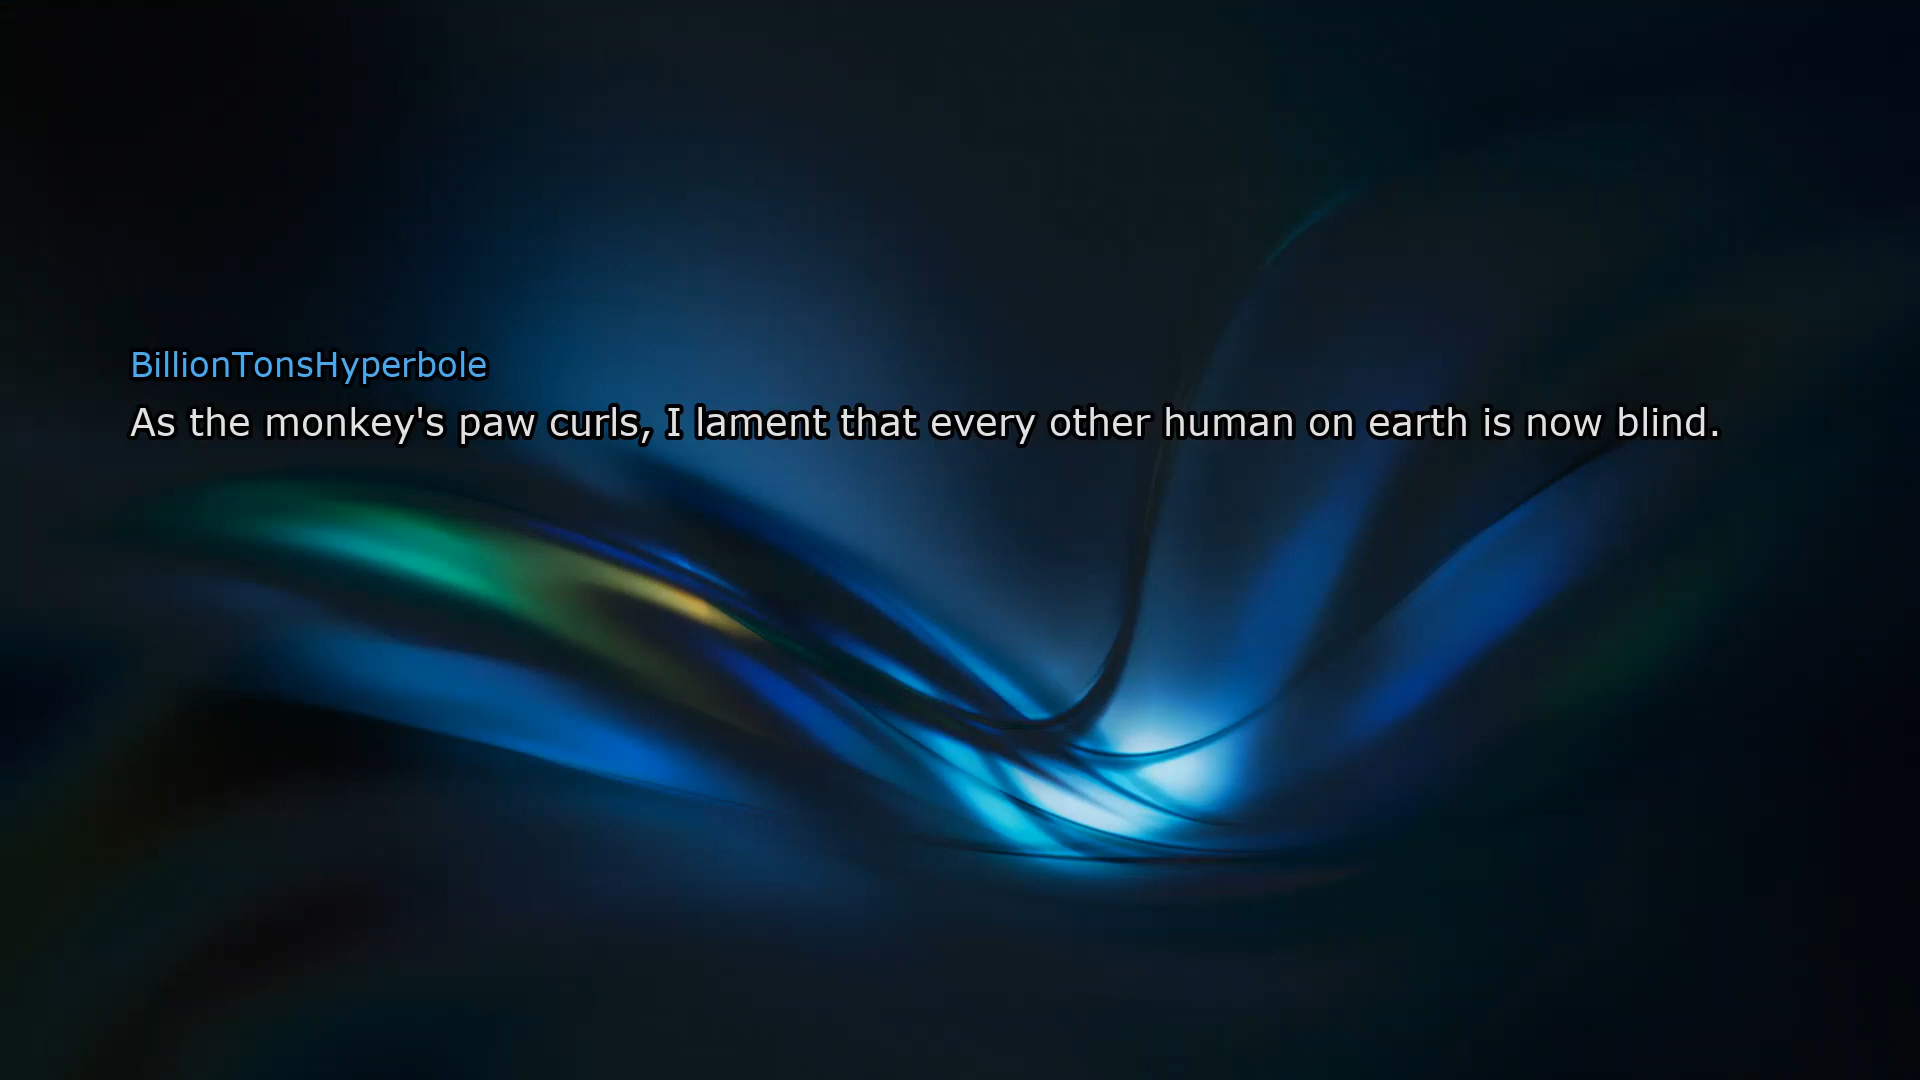 BillionTonsHyperbole
As the monkey's paw curls, I lament that every other human on earth is now blind.